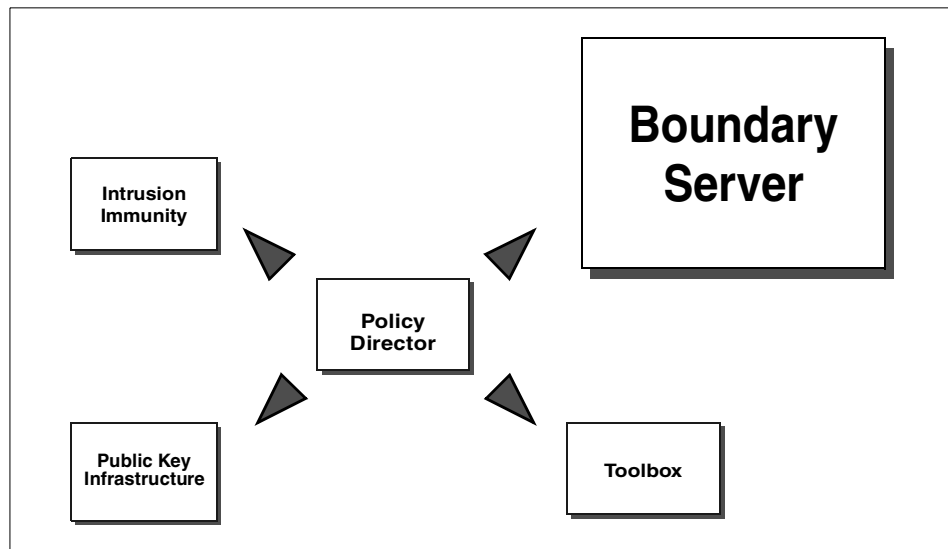 Boundary
Server
Intrusion
Immunity
Policy
Director
Public Key
Infrastructure
Toolbox